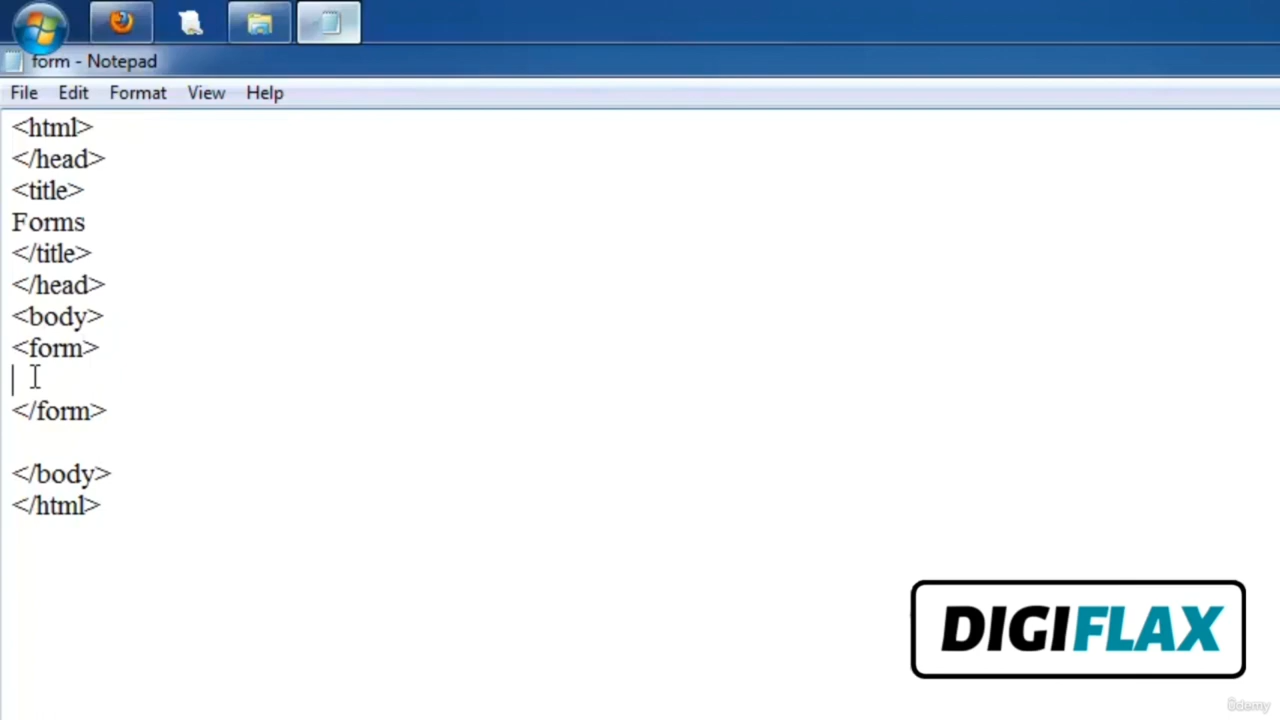 form - Notepad
File Edit Format View Help
<html>
</head>
<title>
Forms
</title>
</head>
<body>
<form>
</form>
</body>
</html>
DIGIFLAX
ûdemy